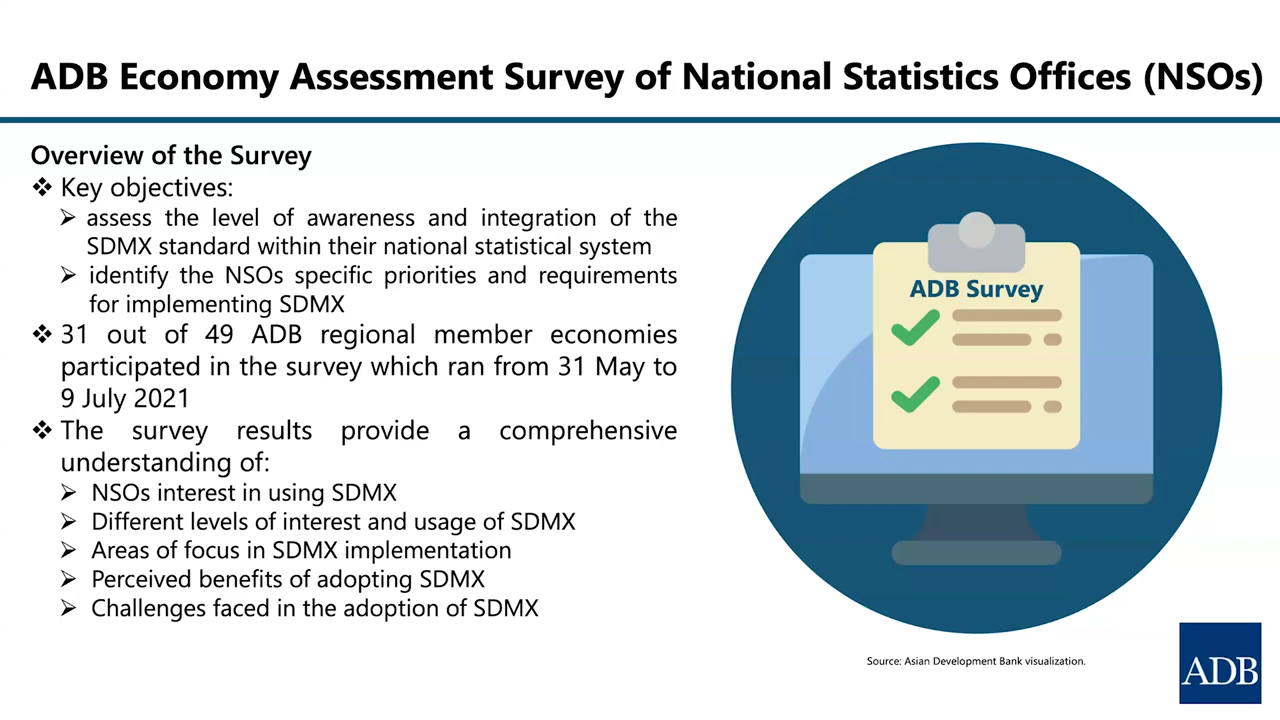 ADB Economy Assessment Survey of National Statistics Offices (NSOs)
Overview of the Survey
❖ Key objectives:
➢ assess the level of awareness and integration of the
SDMX standard within their national statistical system
➢ identify the NSOs specific priorities and requirements
for implementing SDMX
❖ 31 out of 49 ADB regional member economies
participated in the survey which ran from 31 May to
9 July 2021
❖ The survey results provide a comprehensive
understanding of:
➢ NSOs interest in using SDMX
➢ Different levels of interest and usage of SDMX
➢ Areas of focus in SDMX implementation
➢ Perceived benefits of adopting SDMX
➢ Challenges faced in the adoption of SDMX
ADB Survey
Source: Asian Development Bank visualization.
ADB